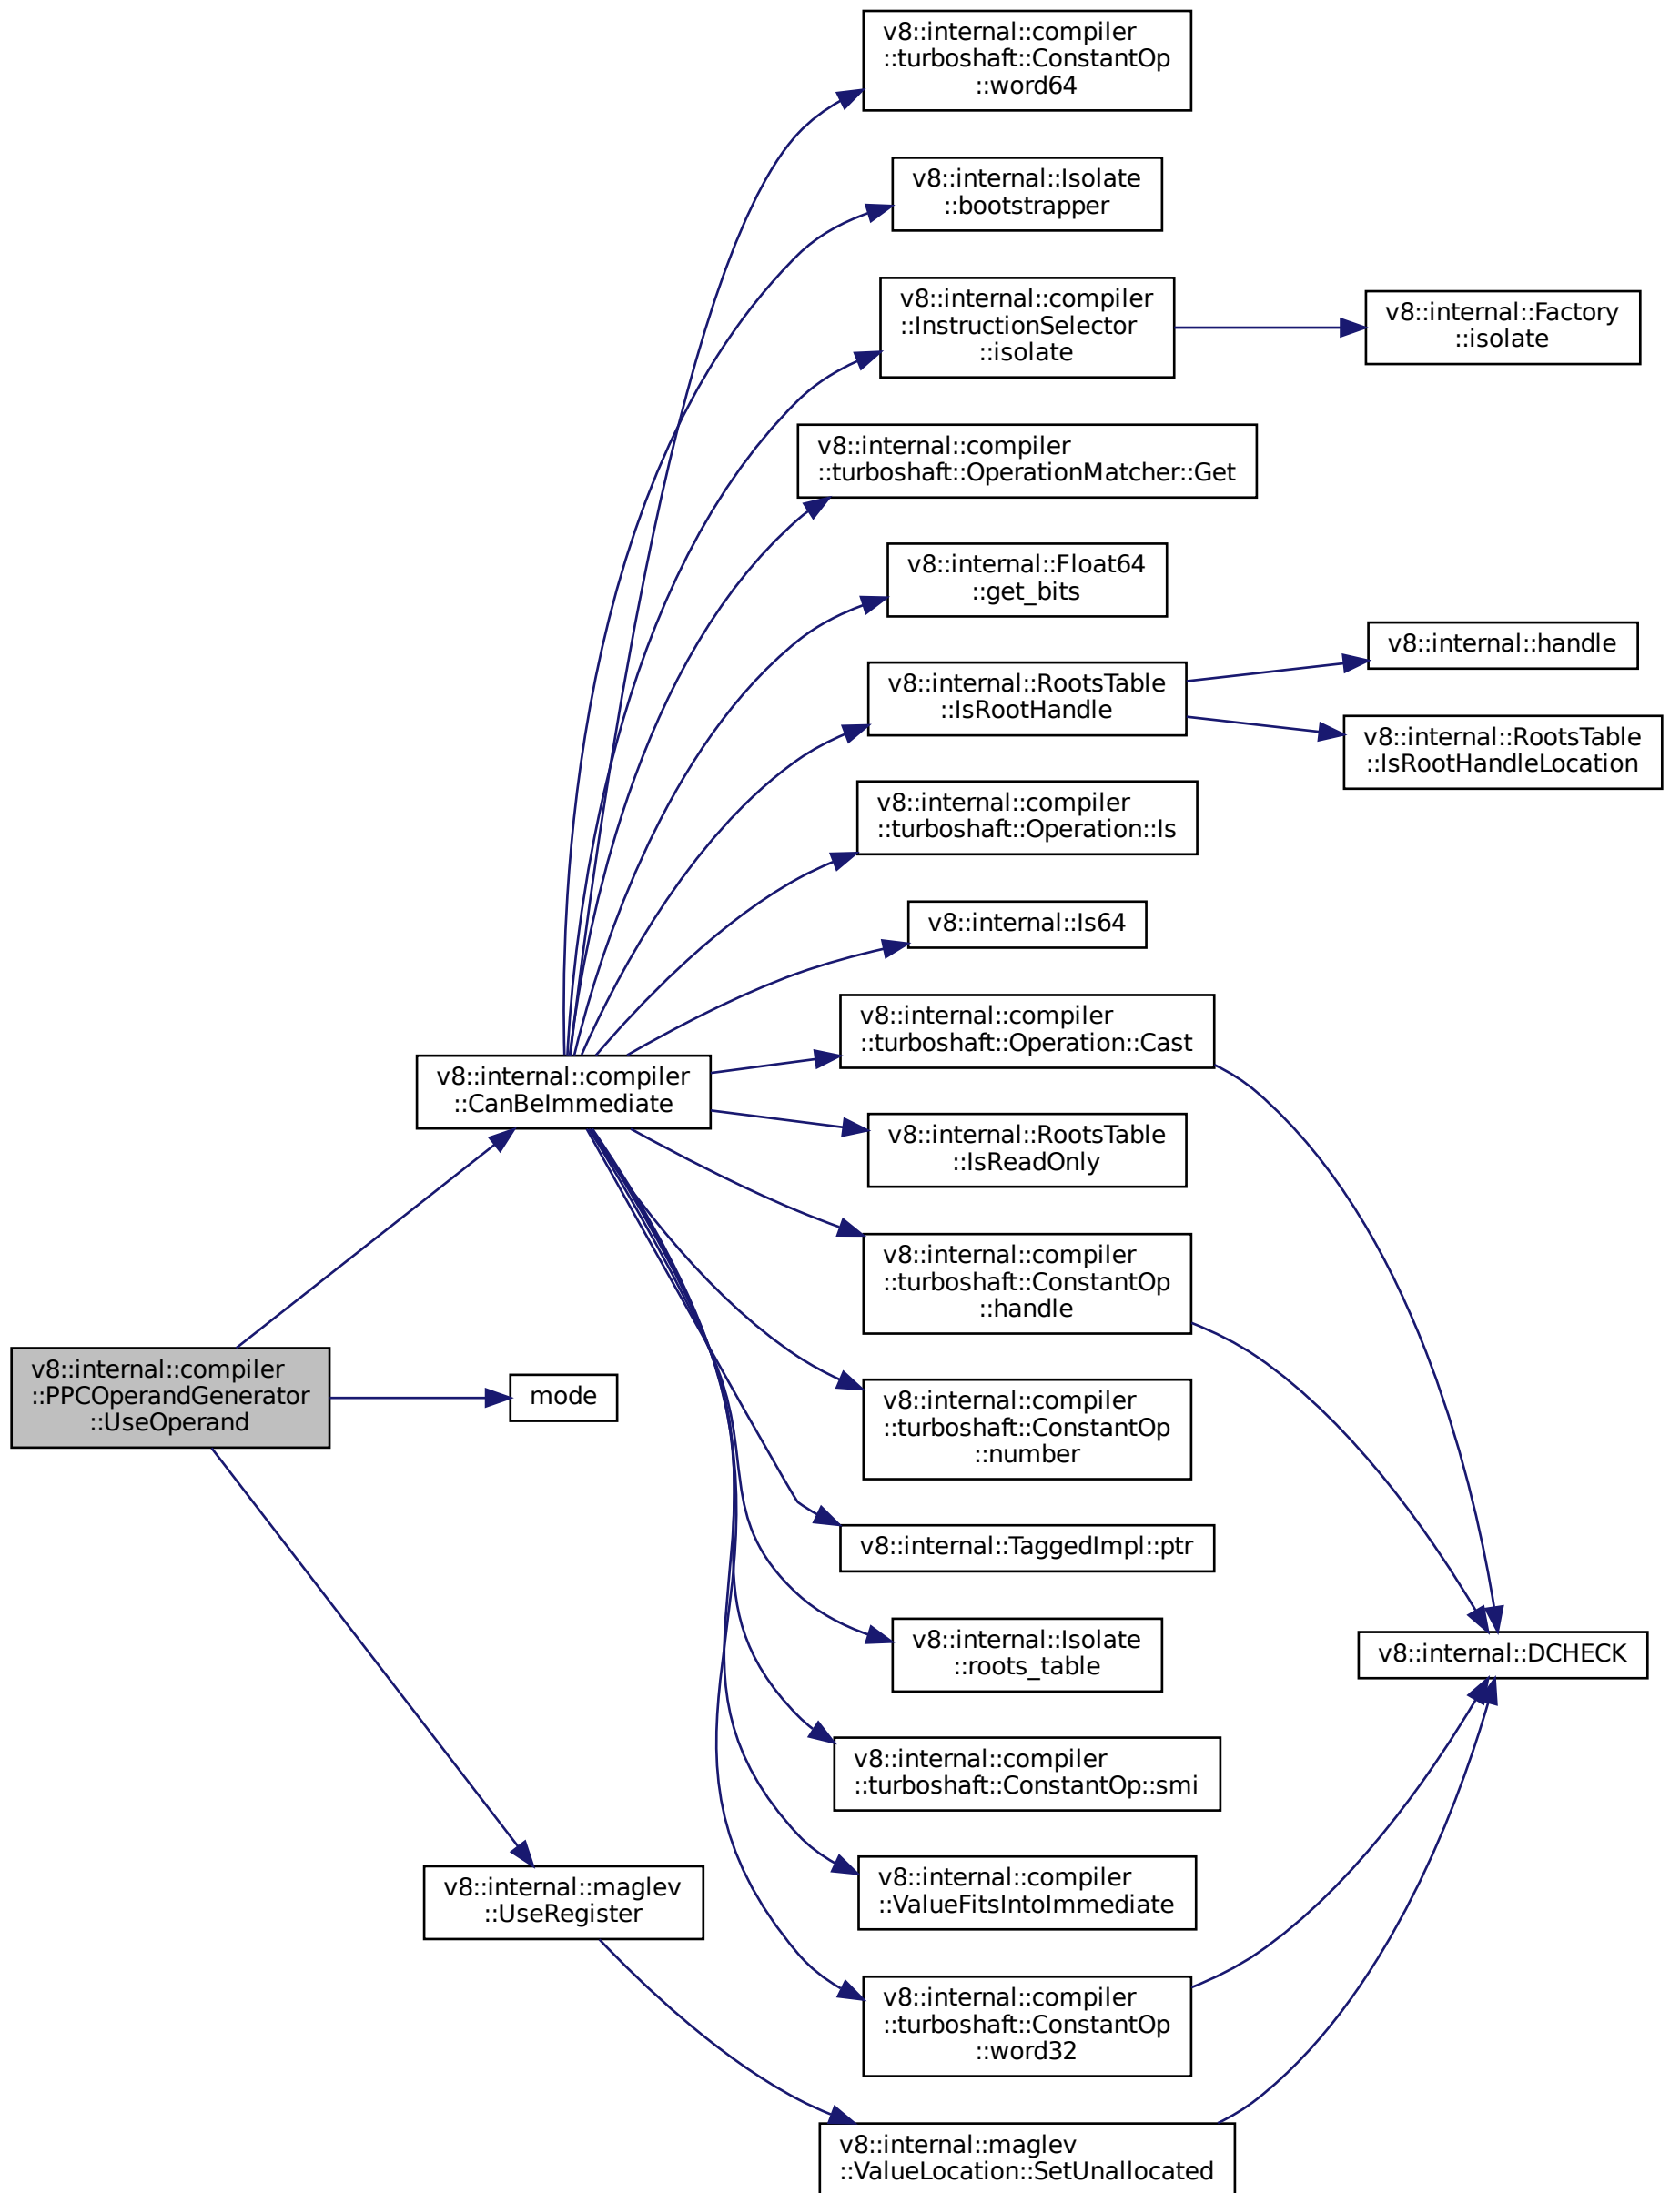 v8::internal::compiler
::turboshaft::ConstantOp
::word64
v8::internal::Isolate
::bootstrapper
v8::internal::compiler
::InstructionSelector
::isolate
v8::internal::Factory
::isolate
v8::internal::compiler
::turboshaft::OperationMatcher::Get
v8::internal::Float64
::get_bits
v8::internal::handle
v8::internal::RootsTable
::IsRootHandle
v8::internal::RootsTable
::IsRootHandleLocation
v8::internal::compiler
::turboshaft::Operation::Is
v8::internal::Is64
v8::internal::compiler
::turboshaft::Operation::Cast
v8::internal::compiler
::CanBeImmediate
v8::internal::RootsTable
::IsReadOnly
v8::internal::compiler
::turboshaft::ConstantOp
::handle
v8::internal::compiler
::PPCOperandGenerator
::UseOperand
mode
v8::internal::compiler
::turboshaft::ConstantOp
::number
v8::internal::TaggedImpl::ptr
v8::internal::Isolate
::roots_table
v8::internal::DCHECK
v8::internal::compiler
::turboshaft::ConstantOp::smi
v8::internal::maglev
::UseRegister
v8::internal::compiler
::ValueFitsIntoImmediate
v8::internal::compiler
::turboshaft::ConstantOp
::word32
v8::internal::maglev
::ValueLocation::SetUnallocated